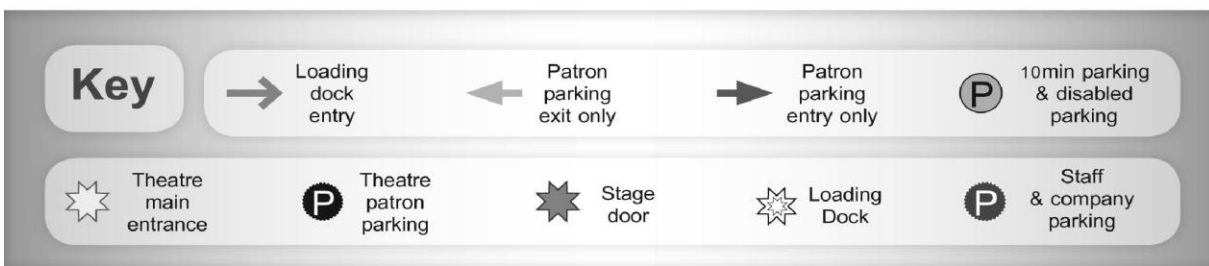 Key
Loading
dock
entry
Patron
parking
exit only
Patron
parking
entry only
P
10min parking
& disabled
parking
Theatre
main
entrance
P
Theatre
patron
parking
Stage
door
Loading
Dock
P
Staff
& company
parking